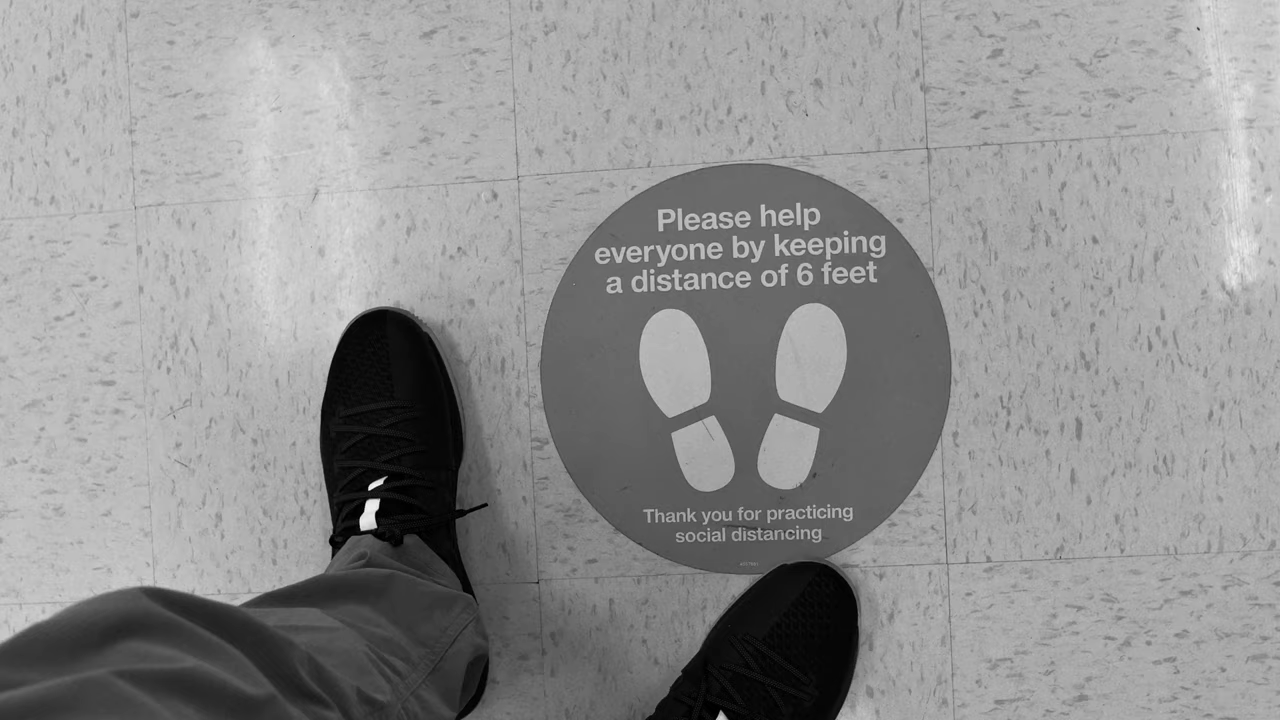 Please help
everyone by keeping
a distance of 6 feet
Thank you for practicing
social distancing